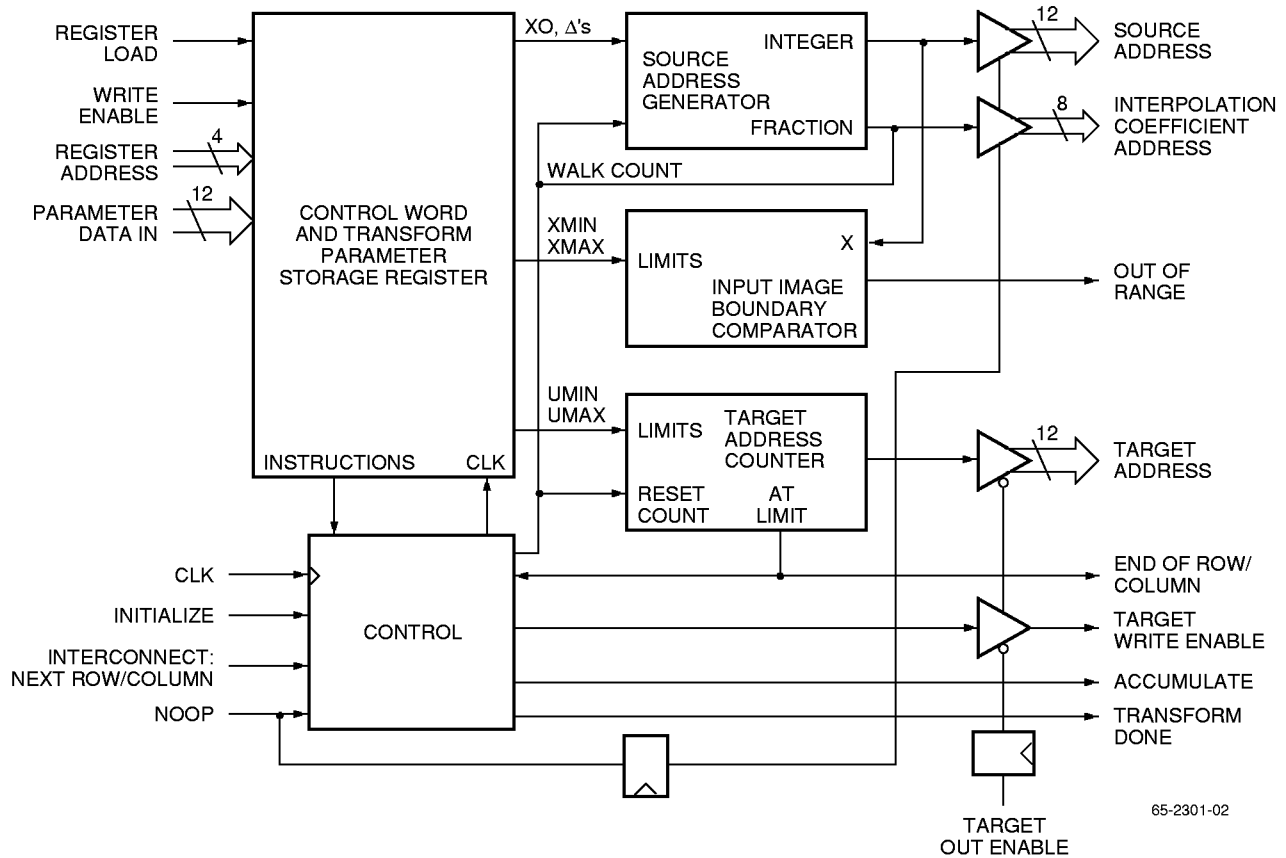 REGISTER
LOAD
WRITE
ENABLE
4
REGISTER
ADDRESS
12
PARAMETER
DATA IN
CONTROL WORD
AND TRANSFORM
PARAMETER
STORAGE REGISTER
INSTRUCTIONS CLK
XO, Δ's
INTEGER
SOURCE
ADDRESS
GENERATOR
FRACTION
12
SOURCE
ADDRESS
8
INTERPOLATION
COEFFICIENT
ADDRESS
WALK COUNT
XMIN
XMAX
X
LIMITS
INPUT IMAGE
BOUNDARY
COMPARATOR
OUT OF
RANGE
UMIN
UMAX
LIMITS
TARGET
ADDRESS
COUNTER
RESET
COUNT
AT
LIMIT
12
TARGET
ADDRESS
CLK
INITIALIZE
INTERCONNECT:
NEXT ROW/COLUMN
NOOP
CONTROL
END OF ROW/
COLUMN
TARGET
WRITE ENABLE
ACCUMULATE
TRANSFORM
DONE
TARGET
OUT ENABLE
65-2301-02